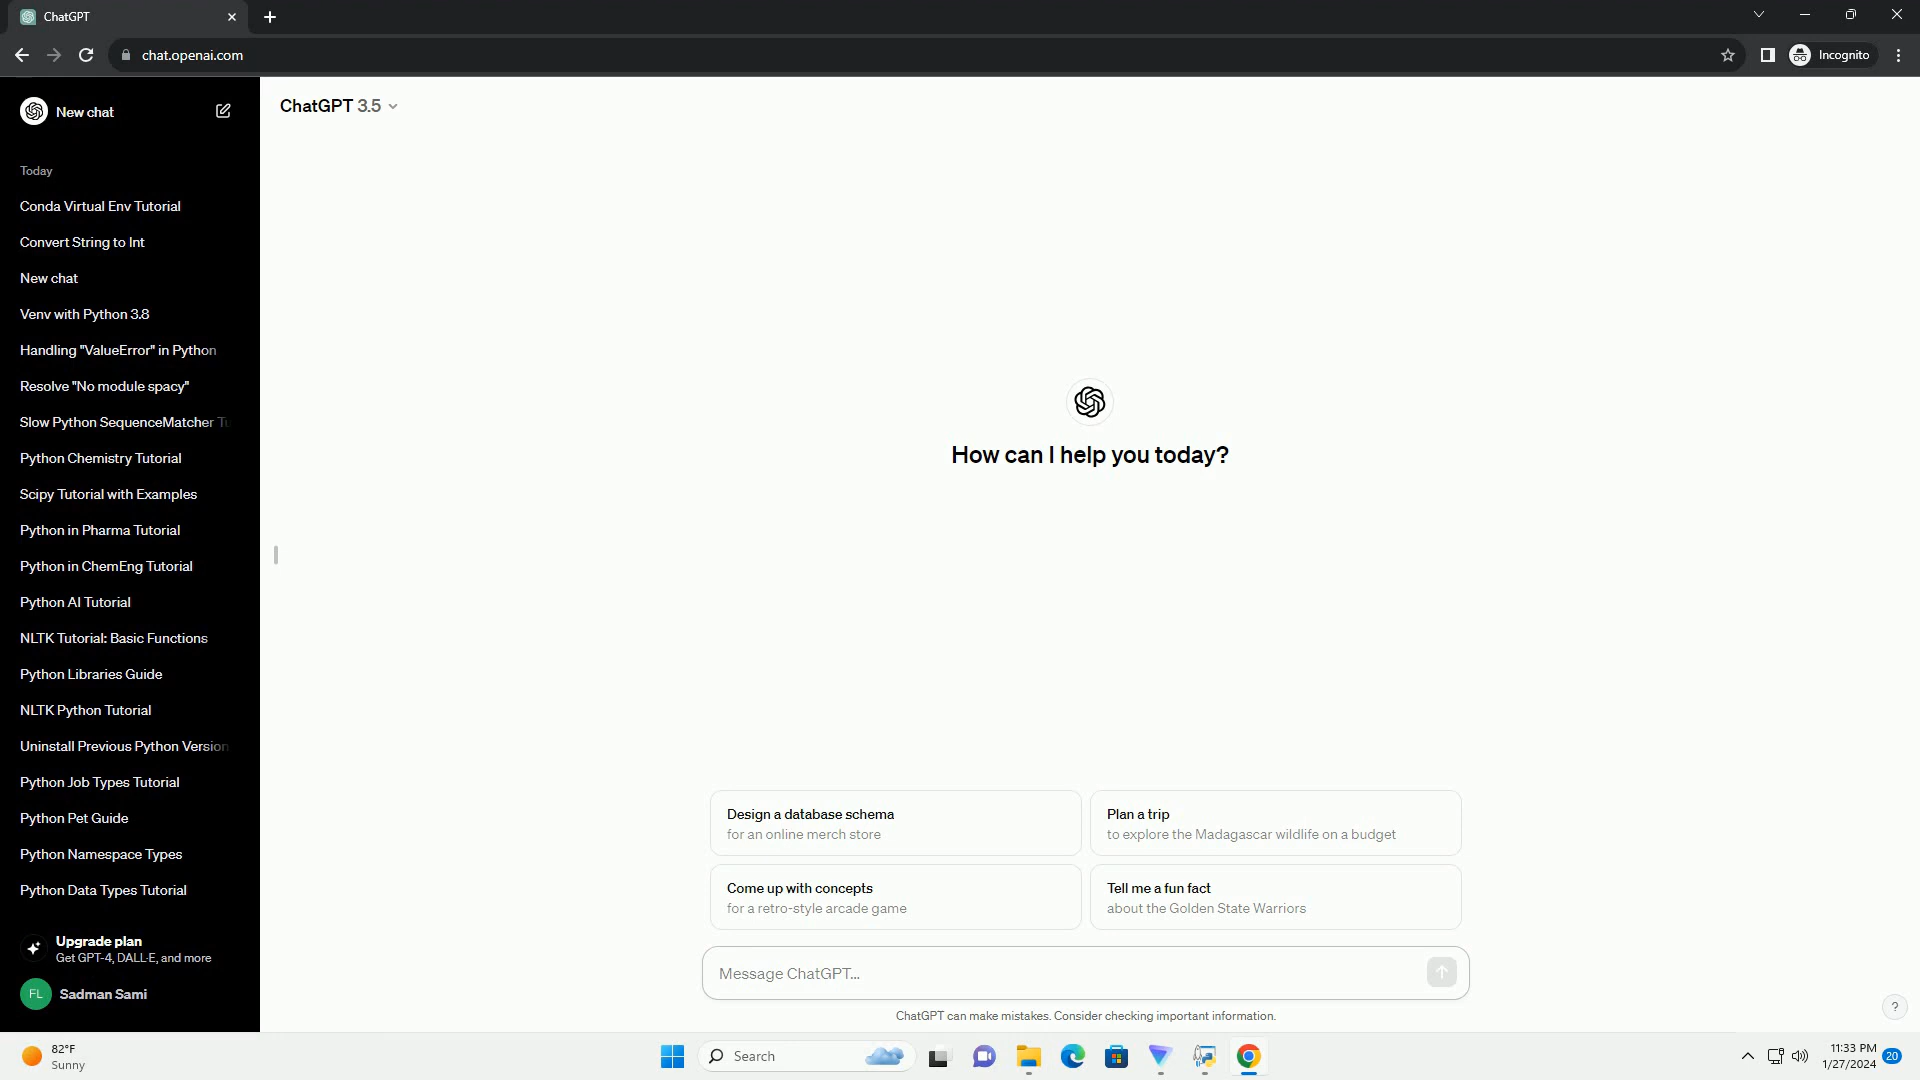 ChatGPT
chat.openai.com
Incognito
New chat
ChatGPT 3.5
Today
Conda Virtual Env Tutorial
Convert String to Int
New chat
Venv with Python 3.8
Handling "ValueError" in Python
Resolve "No module spacy"
Slow Python SequenceMatcher Tu
Python Chemistry Tutorial
Scipy Tutorial with Examples
Python in Pharma Tutorial
Python in ChemEng Tutorial
Python AI Tutorial
NLTK Tutorial: Basic Functions
Python Libraries Guide
NLTK Python Tutorial
Uninstall Previous Python Version
Python Job Types Tutorial
Python Pet Guide
Python Namespace Types
Python Data Types Tutorial
Upgrade plan
Get GPT-4, DALL·E, and more
FL
Sadman Sami
How can I help you today?
Design a database schema
for an online merch store
Plan a trip
to explore the Madagascar wildlife on a budget
Come up with concepts
for a retro-style arcade game
Tell me a fun fact
about the Golden State Warriors
Message ChatGPT...
ChatGPT can make mistakes. Consider checking important information.
?
82°F
Sunny
Search
11:33 PM
1/27/2024
20